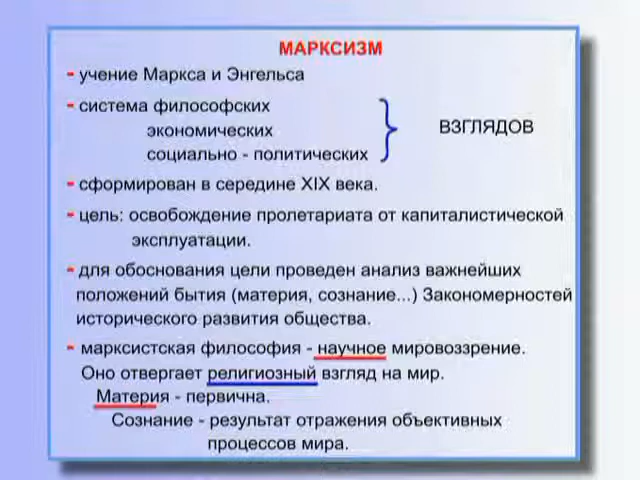 МАРКСИЗМ
- учение Маркса и Энгельса
- система философских
экономических
социально - политических
ВЗГЛЯДОВ
- сформирован в середине XIX века.
- цель: освобождение пролетариата от капиталистической
эксплуатации.
- для обоснования цели проведен анализ важнейших
положений бытия (материя, сознание...) Закономерностей
исторического развития общества.
- марксистская философия - научное мировоззрение.
Оно отвергает религиозный взгляд на мир.
Материя - первична.
Сознание - результат отражения объективных
процессов мира.